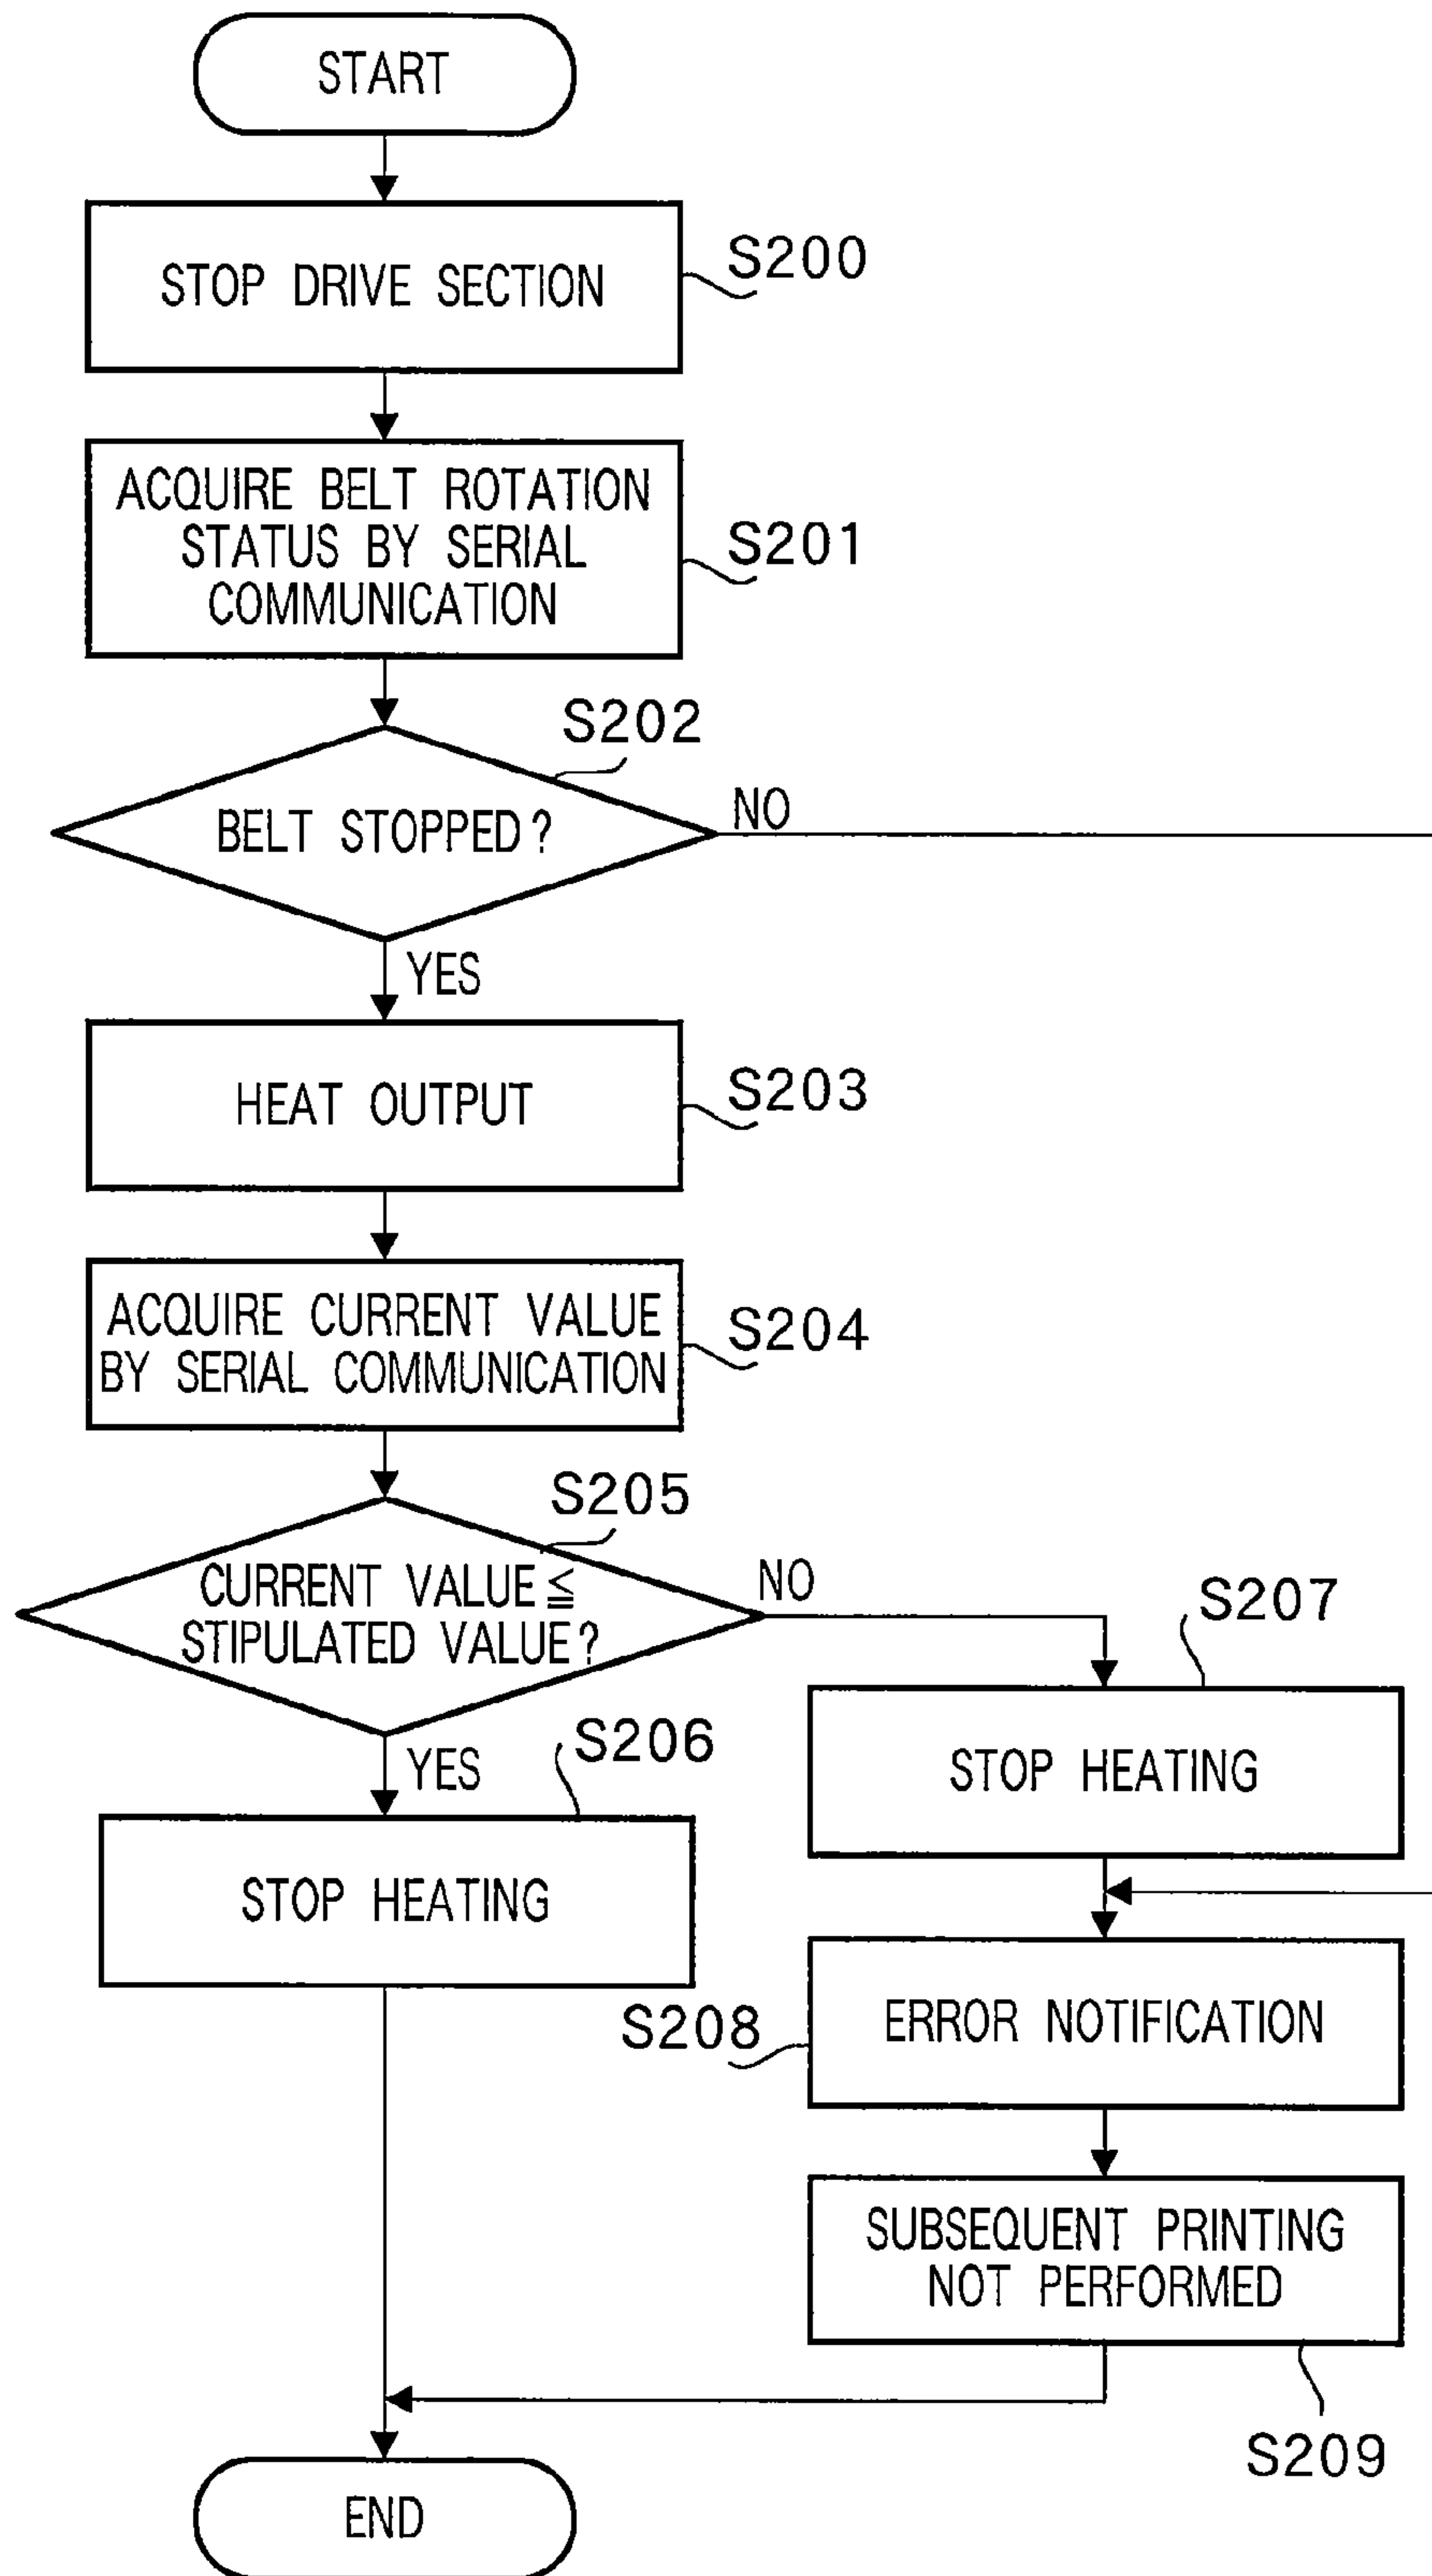 START
STOP DRIVE SECTION
S200
ACQUIRE BELT ROTATION
STATUS BY SERIAL
COMMUNICATION
S201
S202
BELT STOPPED?
NO
YES
HEAT OUTPUT
S203
ACQUIRE CURRENT VALUE
BY SERIAL COMMUNICATION
S204
S205
CURRENT VALUE≦
STIPULATED VALUE?
NO
YES
S206
STOP HEATING
S207
STOP HEATING
S208
ERROR NOTIFICATION
SUBSEQUENT PRINTING
NOT PERFORMED
S209
END